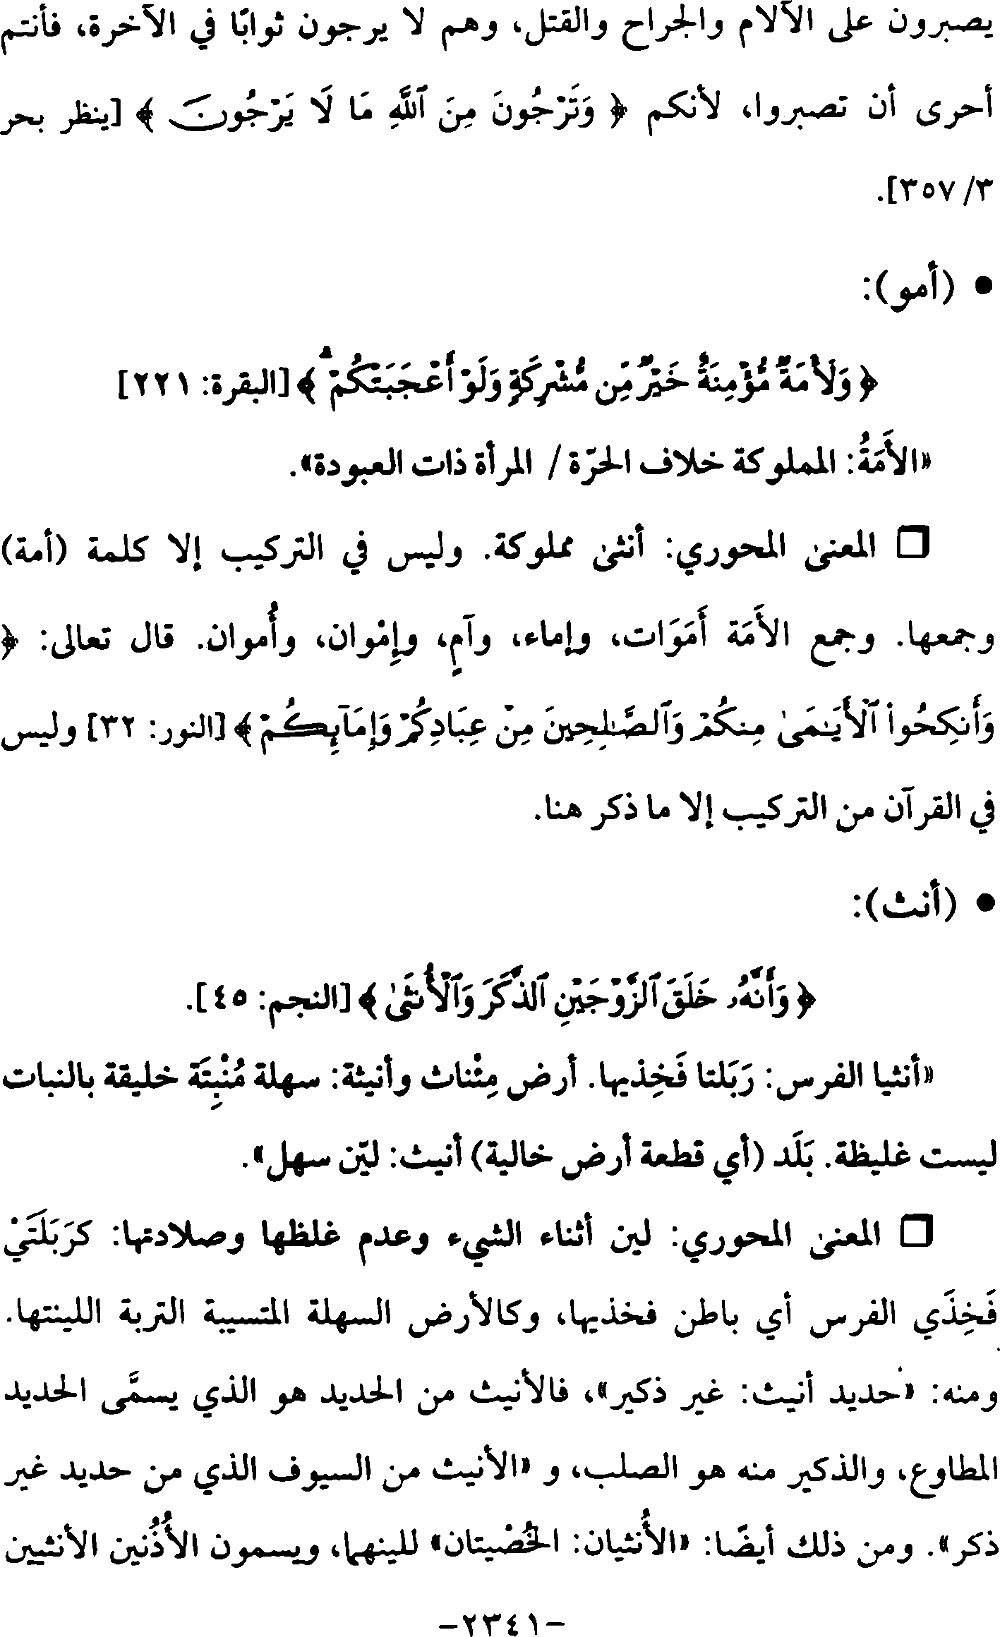 يصبرون على الآلام والجراح والقتل، وهم لا يرجون ثوابًا في الآخرة، فأنتم
أحرى أن تصبروا، لأنكم ﴿ وَتَرْجُونَ مِنَ ٱللَّهِ مَا لَا يَرْجُونَ ﴾ [ينظر بحر
٣/ ٣٥٧].
• (أمو):
﴿ وَلَأَمَةٌ مُّؤْمِنَةٌ خَيْرٌ مِّن مُّشْرِكَةٍ وَلَوْ أَعْجَبَتْكُمْ ۗ ﴾ [البقرة: ٢٢١]
«الأَمَةُ: المملوكة خلاف الحرّة / المرأة ذات العبودة».
❒ المعنىٰ المحوري: أنثىٰ مملوكة. وليس في التركيب إلا كلمة (أمة)
وجمعها. وجمع الأَمَة أَمَوَات، وإماء، وآمٍ، وإِمْوان، وأُموان. قال تعالى: ﴿
وَأَنكِحُوا۟ ٱلْأَيَـٰمَىٰ مِنكُمْ وَٱلصَّـٰلِحِينَ مِنْ عِبَادِكُمْ وَإِمَآئِكُمْ ﴾ [النور: ٣٢] وليس
في القرآن من التركيب إلا ما ذكر هنا.
• (أنث):
﴿ وَأَنَّهُۥ خَلَقَ ٱلزَّوْجَيْنِ ٱلذَّكَرَ وَٱلْأُنثَىٰ ﴾ [النجم: ٤٥].
«أنثيا الفرس: رَبَلتا فَخِذيها. أرض مِئْناث وأنيثة: سهلة مُنْبِتَة خليقة بالنبات
ليست غليظة. بَلَد (أي قطعة أرض خالية) أنيث: ليّن سهل».
❒ المعنىٰ المحوري: لين أثناء الشيء وعدم غلظها وصلادتها: كرَبَلَتَيْ
فَخِذَي الفرس أي باطن فخذيها، وكالأرض السهلة المتسيبة التربة اللينتها.
ومنه: «حديد أنيث: غير ذكير»، فالأنيث من الحديد هو الذي يسمَّى الحديد
المطاوع، والذكير منه هو الصلب، و «الأنيث من السيوف الذي من حديد غير
ذكر». ومن ذلك أيضًا: «الأُنثيان: الخُصْيتان» للينهما، ويسمون الأُذُنين الأنثيين
-٢٣٤١-